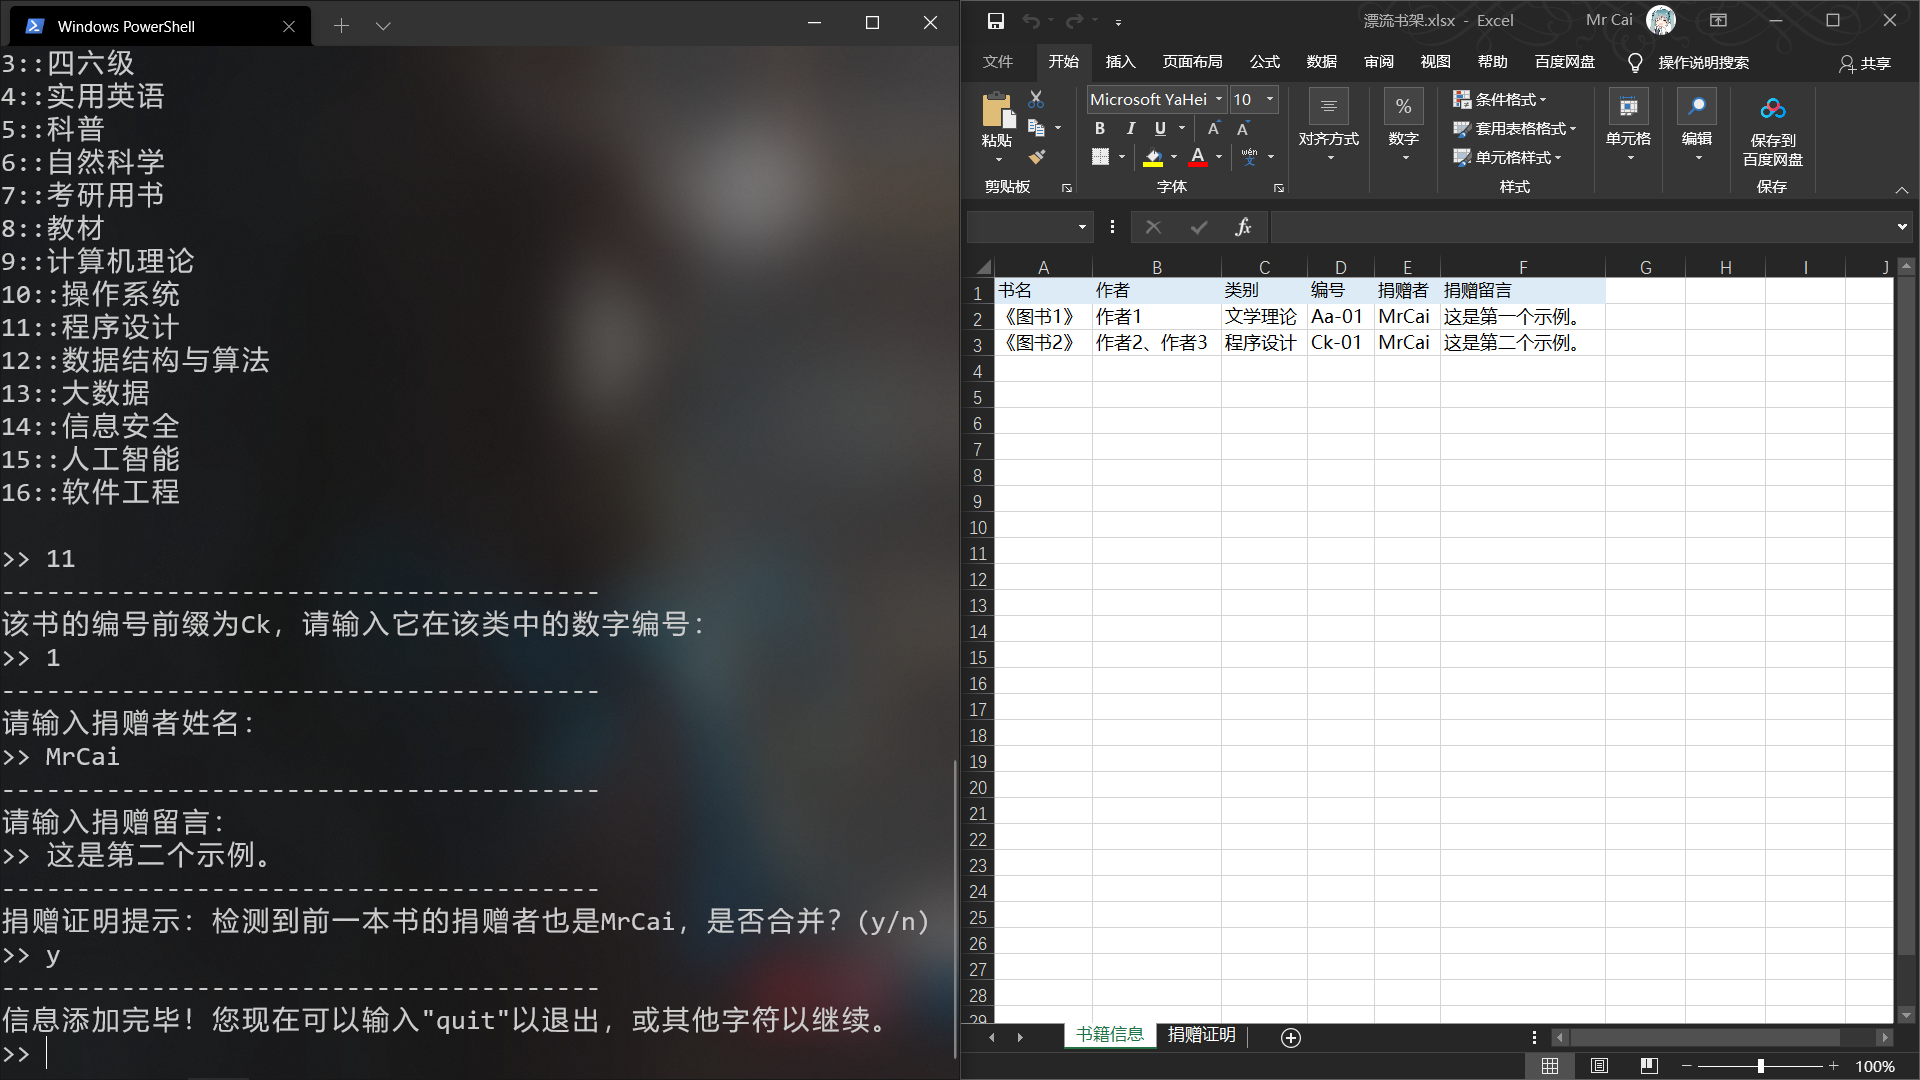 Windows PowerShell
3::四六级
4::实用英语
5::科普
6::自然科学
7::考研用书
8::教材
9::计算机理论
10::操作系统
11::程序设计
12::数据结构与算法
13::大数据
14::信息安全
15::人工智能
16::软件工程
>> 11
----------------------------------------
该书的编号前缀为Ck，请输入它在该类中的数字编号：
>> 1
----------------------------------------
请输入捐赠者姓名：
>> MrCai
----------------------------------------
请输入捐赠留言：
>> 这是第二个示例。
----------------------------------------
捐赠证明提示：检测到前一本书的捐赠者也是MrCai，是否合并？(y/n)
>> y
----------------------------------------
信息添加完毕！您现在可以输入"quit"以退出，或其他字符以继续。
>>
漂流书架.xlsx - Excel
Mr Cai
文件 开始 插入 页面布局 公式 数据 审阅 视图 帮助 百度网盘 操作说明搜索 共享
粘贴
剪贴板
Microsoft YaHei 10
B I U A A
A wén 文
字体
对齐方式
%
数字
条件格式
套用表格格式
单元格样式
样式
单元格
编辑
保存到
百度网盘
保存
fx
A B C D E F G H I J
1 书名 作者 类别 编号 捐赠者 捐赠留言
2 《图书1》 作者1 文学理论 Aa-01 MrCai 这是第一个示例。
3 《图书2》 作者2、作者3 程序设计 Ck-01 MrCai 这是第二个示例。
4
5
6
7
8
9
10
11
12
13
14
15
16
17
18
19
20
21
22
23
24
25
26
27
28
29
书籍信息 捐赠证明
100%